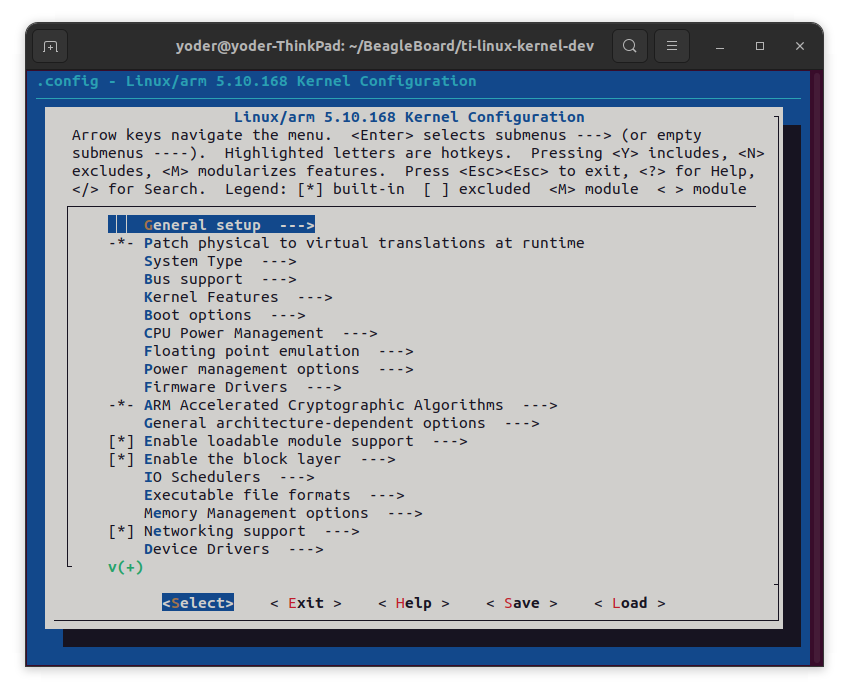 yoder@yoder-ThinkPad: ~/BeagleBoard/ti-linux-kernel-dev
.config - Linux/arm 5.10.168 Kernel Configuration
Linux/arm 5.10.168 Kernel Configuration
Arrow keys navigate the menu.  <Enter> selects submenus ---> (or empty
submenus ----).  Highlighted letters are hotkeys.  Pressing <Y> includes, <N>
excludes, <M> modularizes features.  Press <Esc><Esc> to exit, <?> for Help,
</> for Search.  Legend: [*] built-in  [ ] excluded  <M> module  < > module
General setup  --->
-*- Patch physical to virtual translations at runtime
System Type  --->
Bus support  --->
Kernel Features  --->
Boot options  --->
CPU Power Management  --->
Floating point emulation  --->
Power management options  --->
Firmware Drivers  --->
-*- ARM Accelerated Cryptographic Algorithms  --->
General architecture-dependent options  --->
[*] Enable loadable module support  --->
[*] Enable the block layer  --->
IO Schedulers  --->
Executable file formats  --->
Memory Management options  --->
[*] Networking support  --->
Device Drivers  --->
v(+)
<Select>    < Exit >    < Help >    < Save >    < Load >